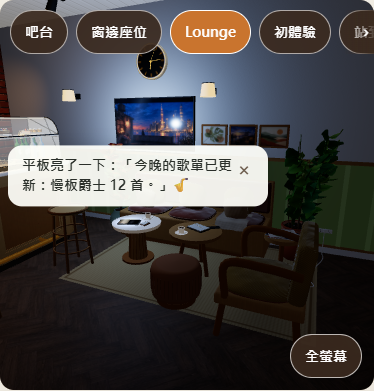 吧台
窗邊座位
Lounge
初體驗
平板亮了一下：「今晚的歌單已更
新：慢板爵士 12 首。」🎷
×
全螢幕